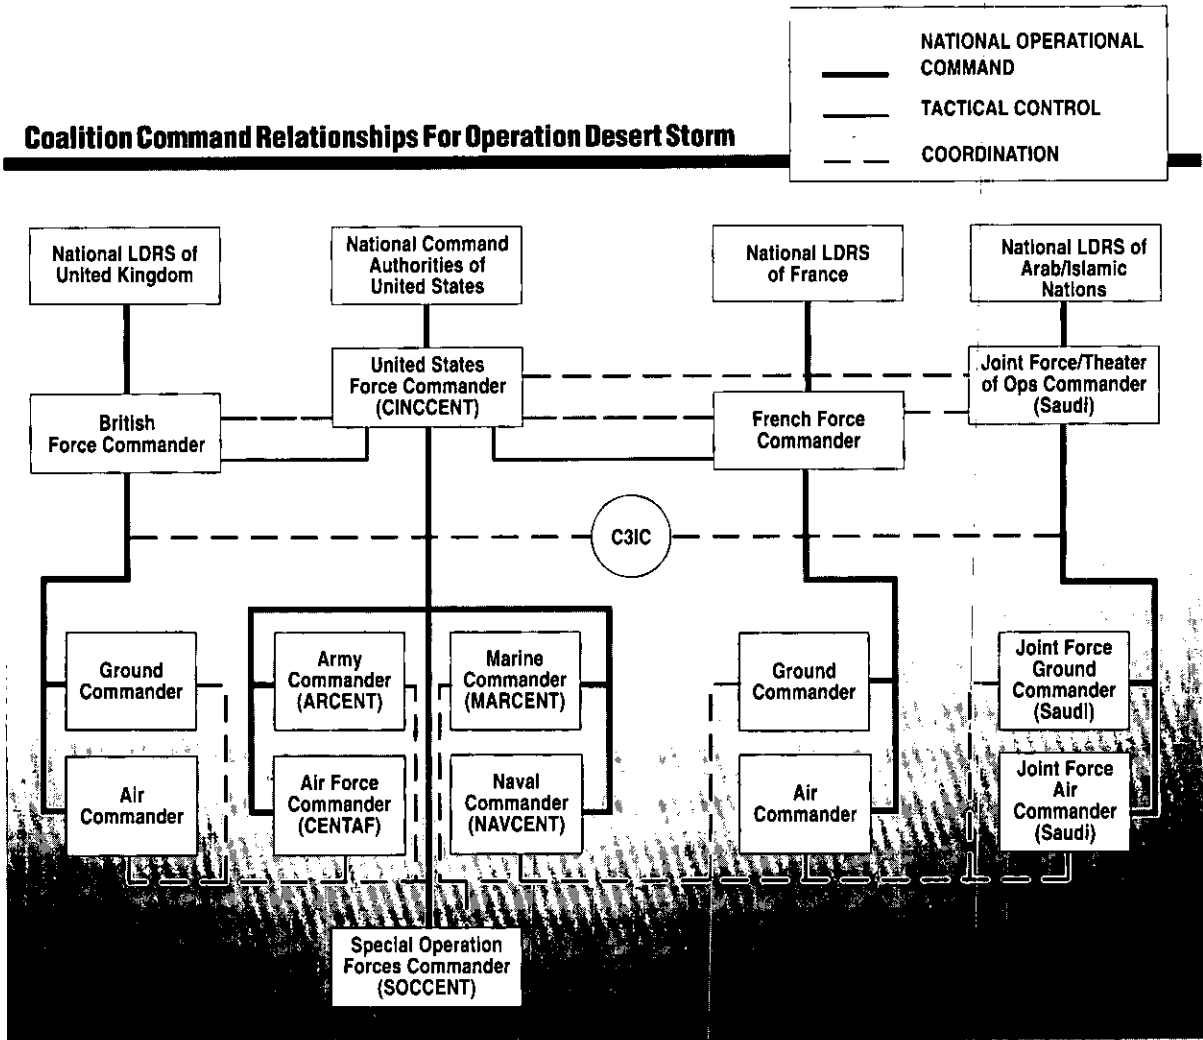 NATIONAL OPERATIONAL
COMMAND
TACTICAL CONTROL
COORDINATION
Coalition Command Relationships For Operation Desert Storm
National LDRS of
United Kingdom
National Command
Authorities of
United States
National LDRS
of France
National LDRS of
Arab/Islamic
Nations
United States
Force Commander
(CINCCENT)
Joint Force/Theater
of Ops Commander
(Saudi)
British
Force Commander
French Force
Commander
C3IC
Ground
Commander
Army
Commander
(ARCENT)
Marine
Commander
(MARCENT)
Ground
Commander
Joint Force
Ground
Commander
(Saudi)
Air
Commander
Air Force
Commander
(CENTAF)
Naval
Commander
(NAVCENT)
Air
Commander
Joint Force
Air
Commander
(Saudi)
Special Operation
Forces Commander
(SOCCENT)